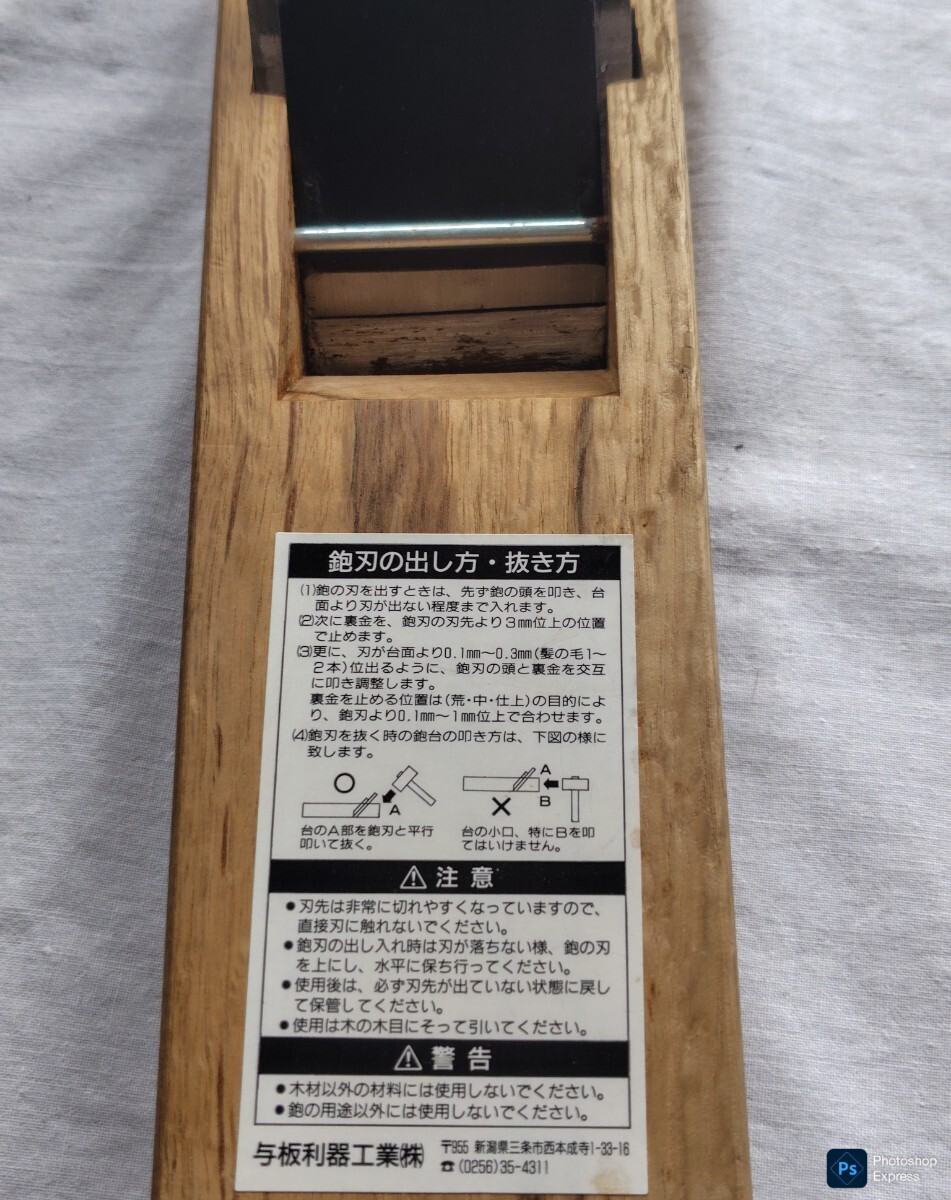 鉋刃の出し方・抜き方
⑴鉋の刃を出すときは、先ず鉋の頭を叩き、台
面より刃が出ない程度まで入れます。
⑵次に裏金を、鉋刃の刃先より3㎜位上の位置
で止めます。
⑶更に、刃が台面より0.1㎜〜0.3㎜(髪の毛1〜
2本)位出るように、鉋刃の頭と裏金を交互
に叩き調整します。
裏金を止める位置は(荒・中・仕上)の目的によ
り、鉋刃より0.1㎜〜1㎜位上で合わせます。
⑷鉋刃を抜く時の鉋台の叩き方は、下図の様に
致します。
○ A
× A B
台のA部を鉋刃と平行
叩いて抜く。
台の小口、特にBを叩
てはいけません。
⚠ 注意
●刃先は非常に切れやすくなっていますので、
直接刃に触れないでください。
●鉋刃の出し入れ時は刃が落ちない様、鉋の刃
を上にし、水平に保ち行ってください。
●使用後は、必ず刃先が出ていない状態に戻し
て保管してください。
●使用は木の木目にそって引いてください。
⚠ 警告
●木材以外の材料には使用しないでください。
●鉋の用途以外には使用しないでください。
与板利器工業㈱
〒955 新潟県三条市西本成寺1-33-16
☎(0256)35-4311
Ps Photoshop
Express